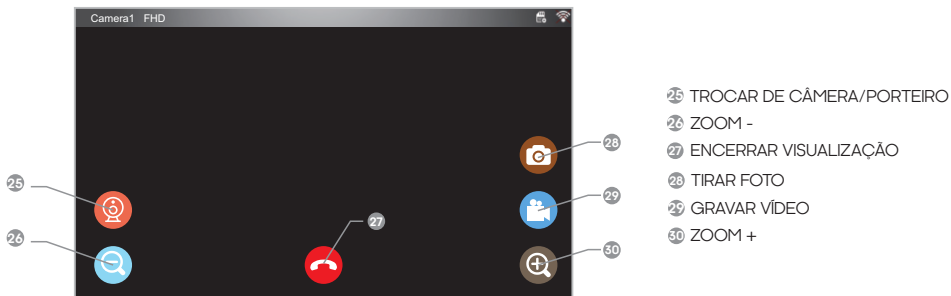 Camera1 FHD
28
25
29
27
26
30
25 TROCAR DE CÂMERA/PORTEIRO
26 ZOOM -
27 ENCERRAR VISUALIZAÇÃO
28 TIRAR FOTO
29 GRAVAR VÍDEO
30 ZOOM +